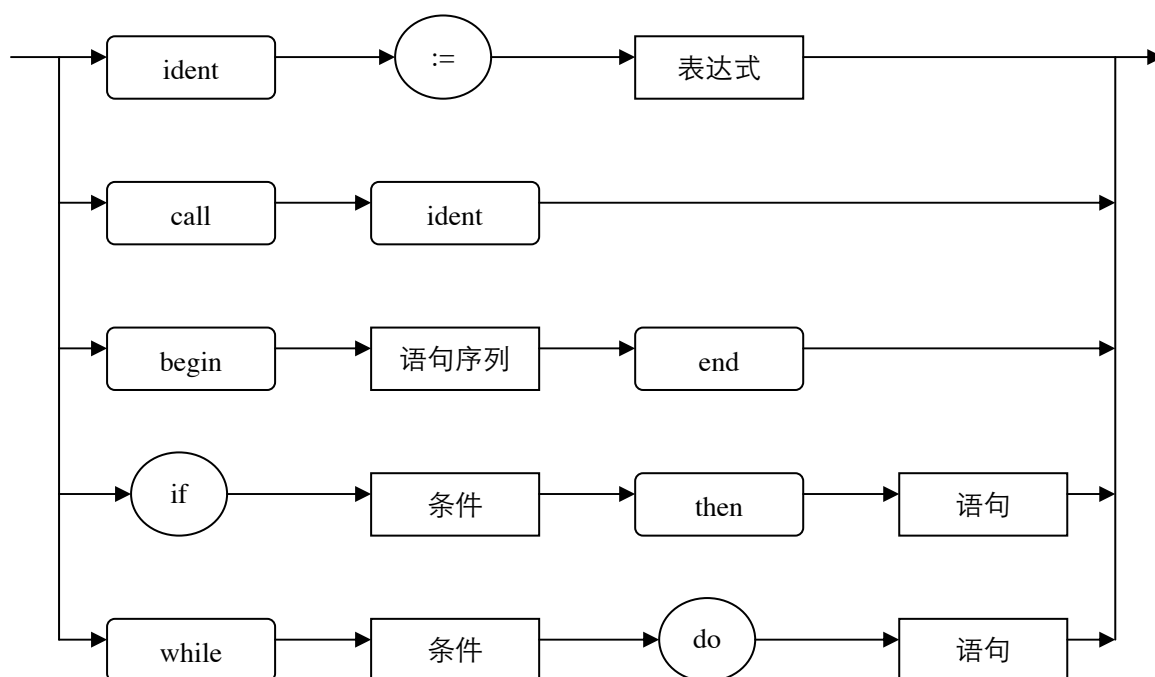 ident := 表达式
call ident
begin 语句序列 end
if 条件 then 语句
while 条件 do 语句